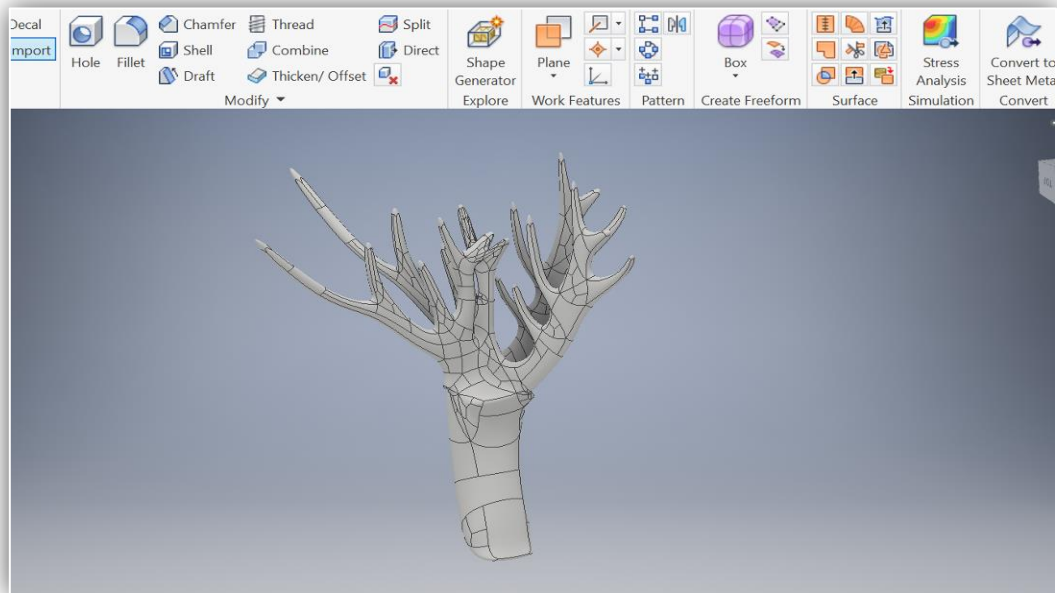 Decal
mport
Hole
Fillet
Chamfer
Shell
Draft
Thread
Combine
Thicken/ Offset
Split
Direct
Modify
Shape
Generator
Explore
Plane
Work Features
Pattern
Box
Create Freeform
Surface
Stress
Analysis
Simulation
Convert to
Sheet Meta
Convert